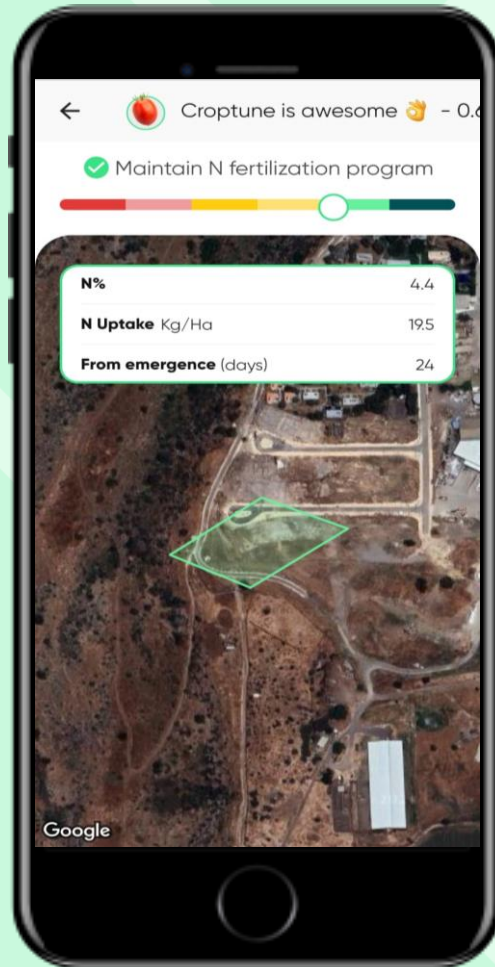 Croptune is awesome 👌 - 0.6
Maintain N fertilization program
N% 4.4
N Uptake Kg/Ha 19.5
From emergence (days) 24
Google